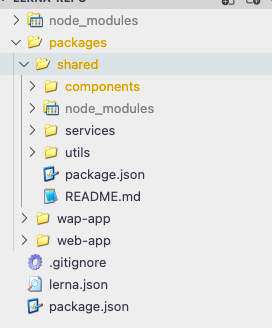 LERNA-REPO
node_modules
packages
shared
components
node_modules
services
utils
package.json
README.md
wap-app
web-app
.gitignore
lerna.json
package.json